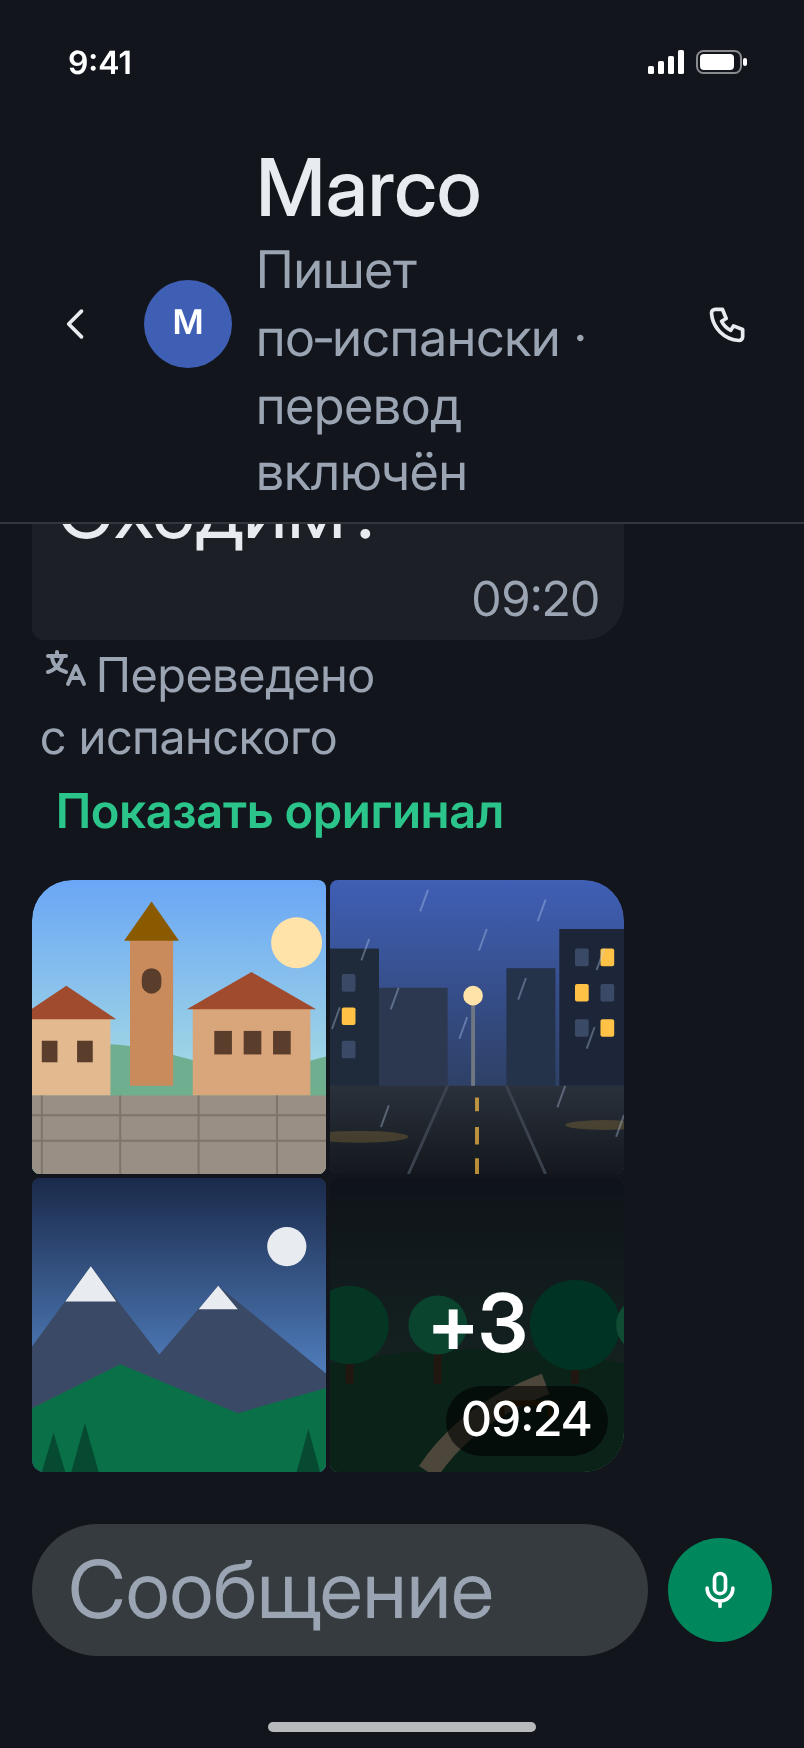 9:41
Marco
M
Пишет
по-испански ·
перевод
включён
09:20
Переведено
с испанского
Показать оригинал
+3
09:24
Сообщение